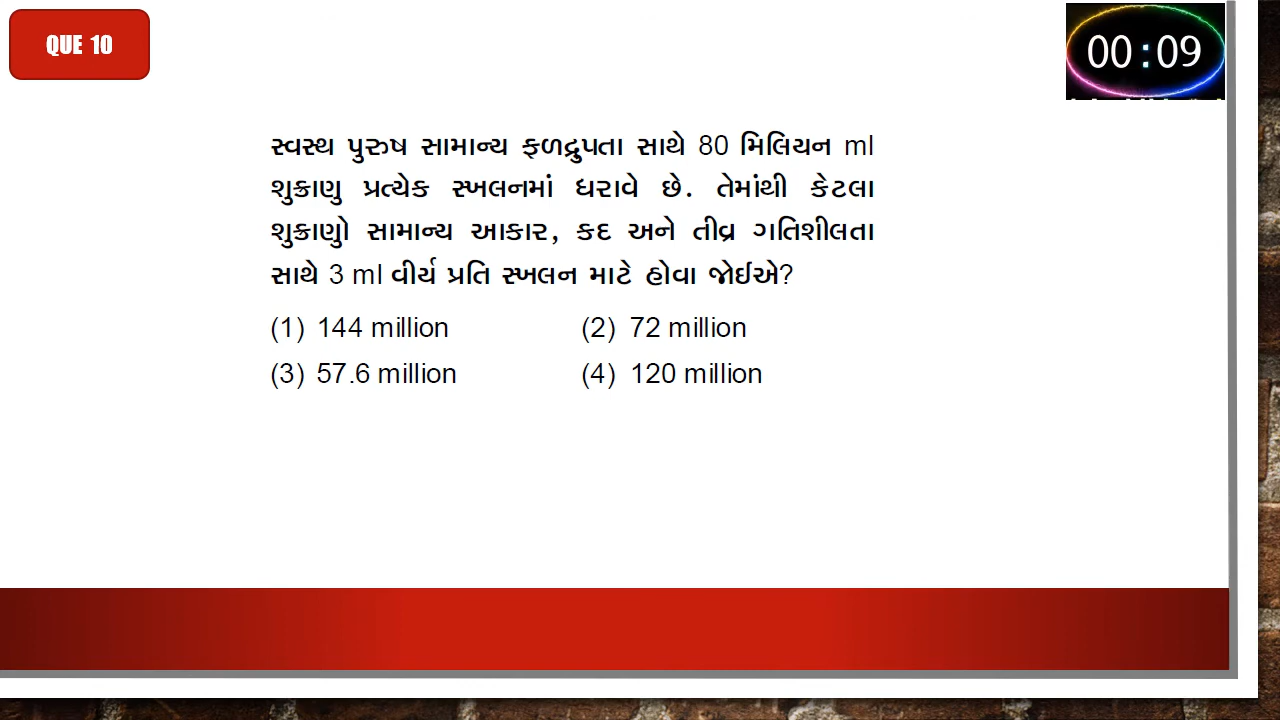 QUE 10
00:09
સ્વસ્થ પુરુષ સામાન્ય ફળદ્રુપતા સાથે 80 મિલિયન ml
શુક્રાણુ પ્રત્યેક સ્ખલનમાં ધરાવે છે. તેમાંથી કેટલા
શુક્રાણુો સામાન્ય આકાર, કદ અને તીવ્ર ગતિશીલતા
સાથે 3 ml વીર્ય પ્રતિ સ્ખલન માટે હોવા જોઈએ?
(1) 144 million (2) 72 million
(3) 57.6 million (4) 120 million